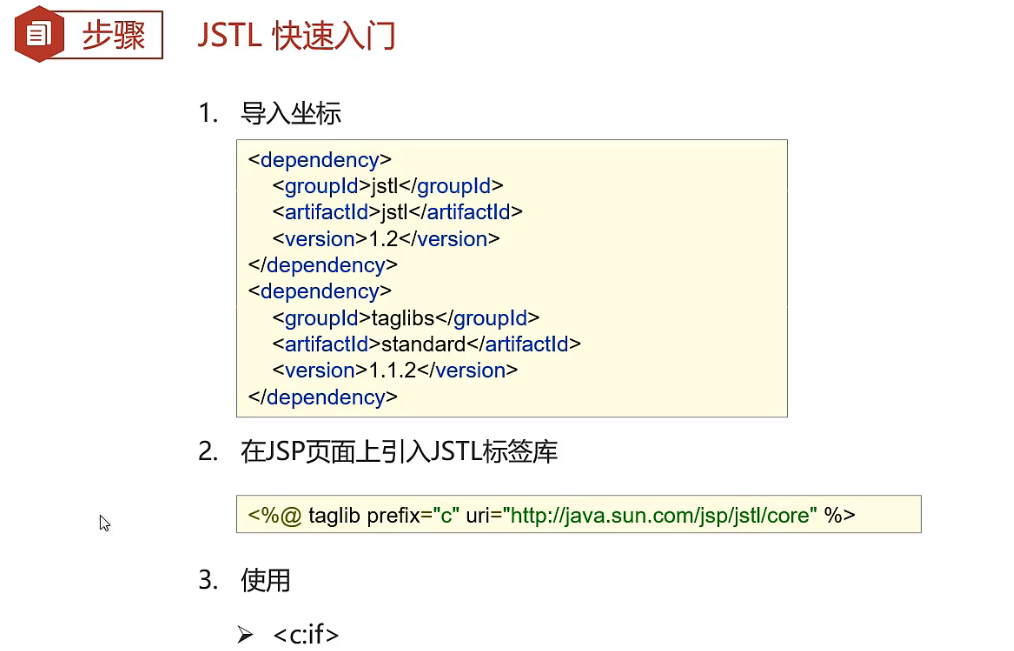 步骤
JSTL 快速入门
1. 导入坐标
<dependency>
<groupId>jstl</groupId>
<artifactId>jstl</artifactId>
<version>1.2</version>
</dependency>
<dependency>
<groupId>taglibs</groupId>
<artifactId>standard</artifactId>
<version>1.1.2</version>
</dependency>
2. 在JSP页面上引入JSTL标签库
<%@ taglib prefix="c" uri="http://java.sun.com/jsp/jstl/core" %>
3. 使用
➢ <c:if>